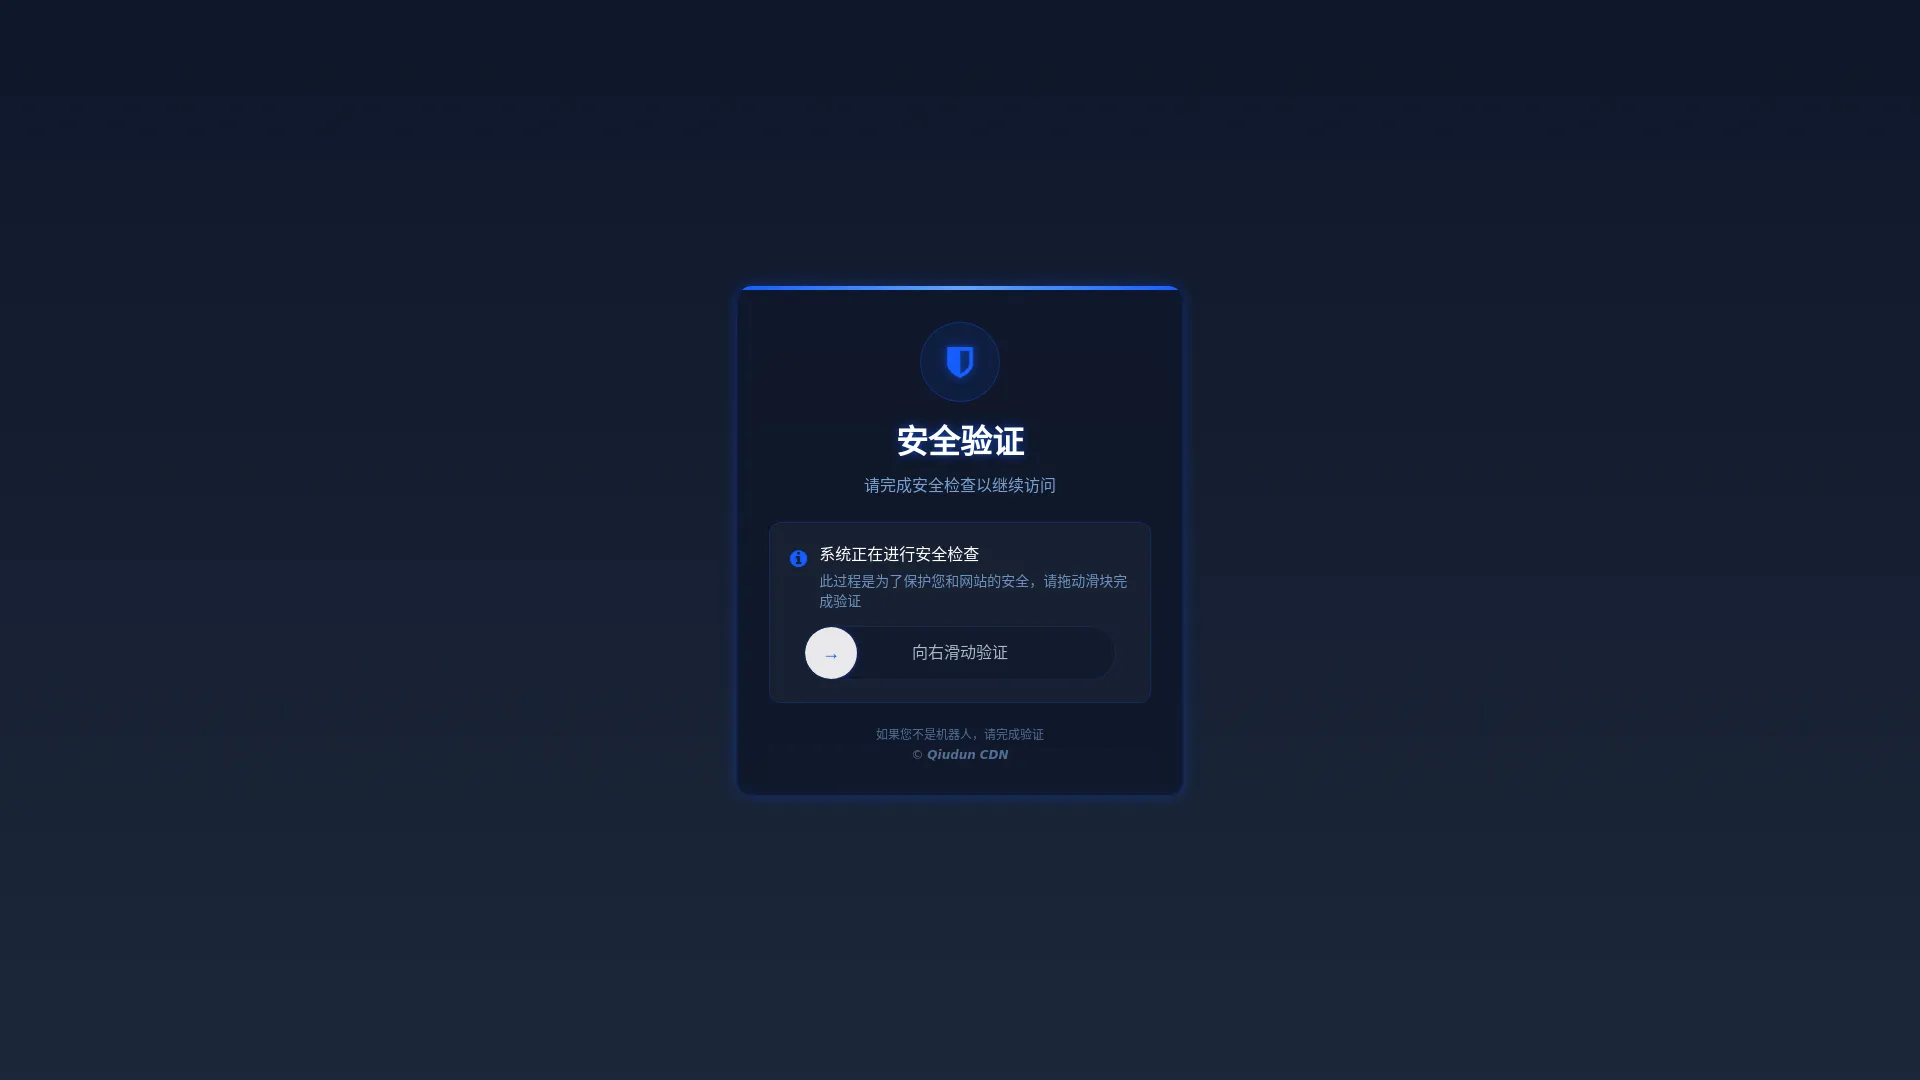 安全验证
请完成安全检查以继续访问
系统正在进行安全检查
此过程是为了保护您和网站的安全，请拖动滑块完
成验证
→ 向右滑动验证
如果您不是机器人，请完成验证
© Qiudun CDN